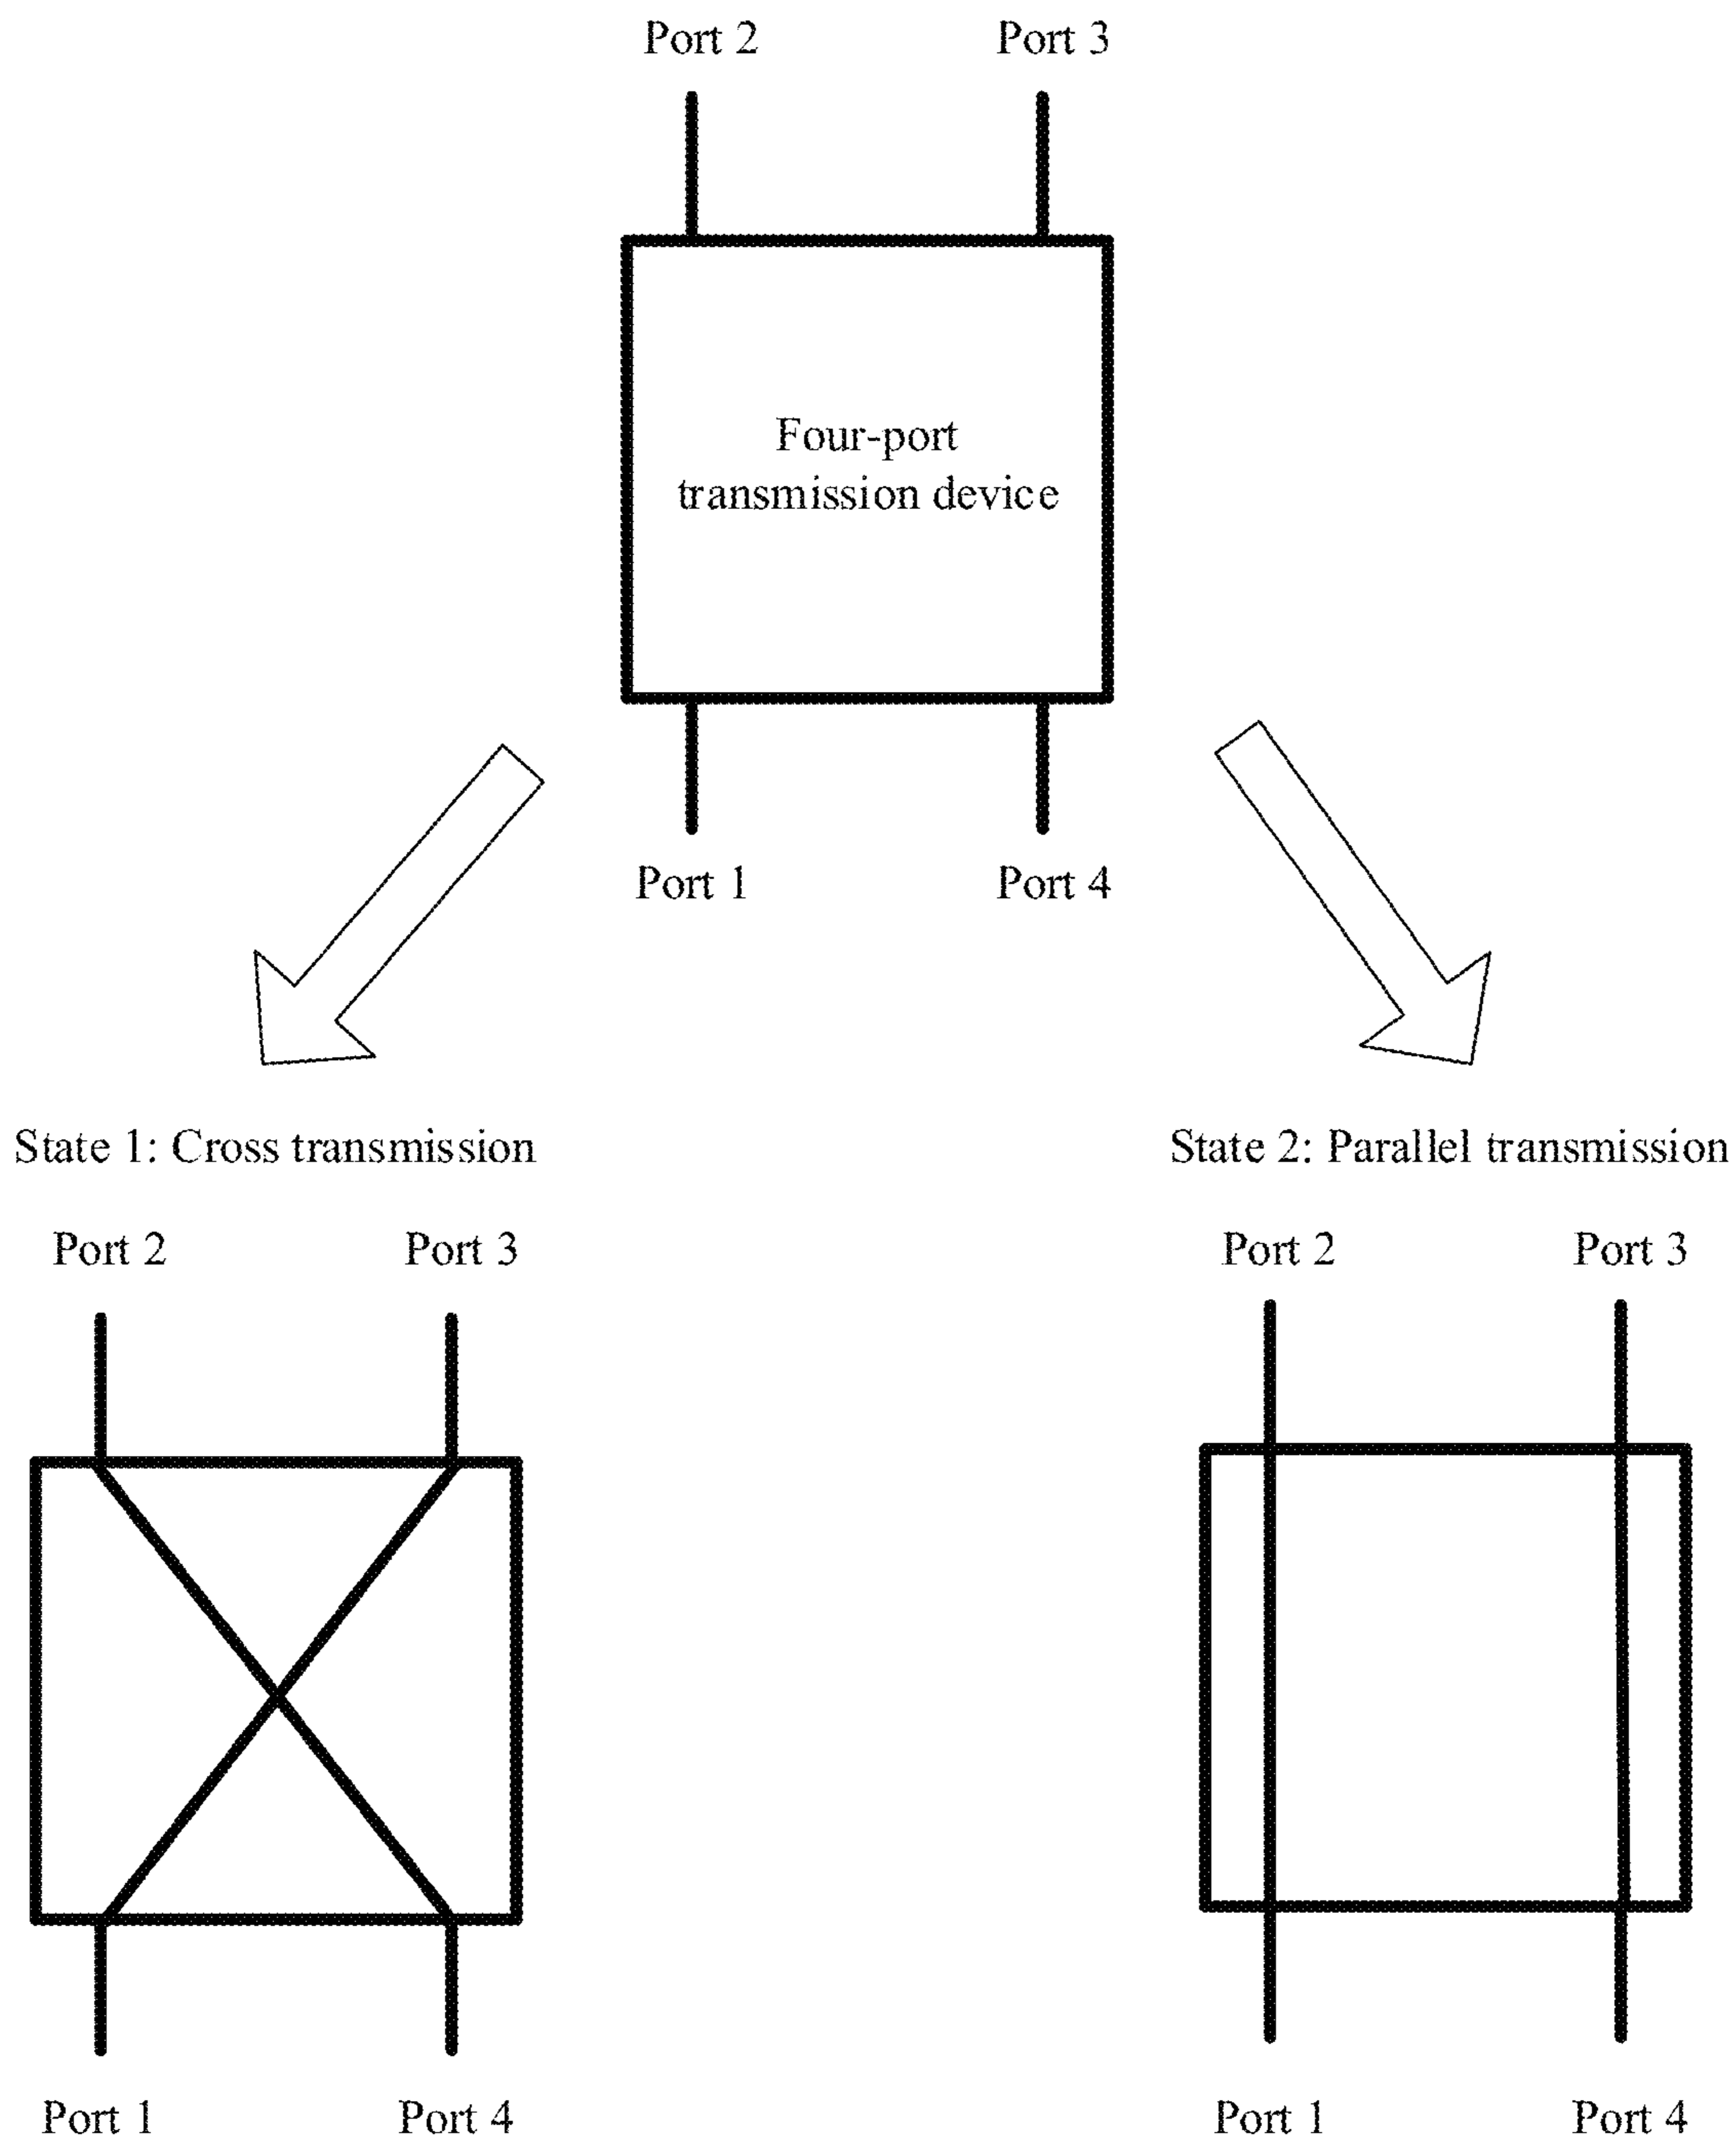 Port 2
Port 3
Four-port
transmission device
Port 1
Port 4
State 1: Cross transmission
State 2: Parallel transmission
Port 2
Port 3
Port 2
Port 3
Port 1
Port 4
Port 1
Port 4